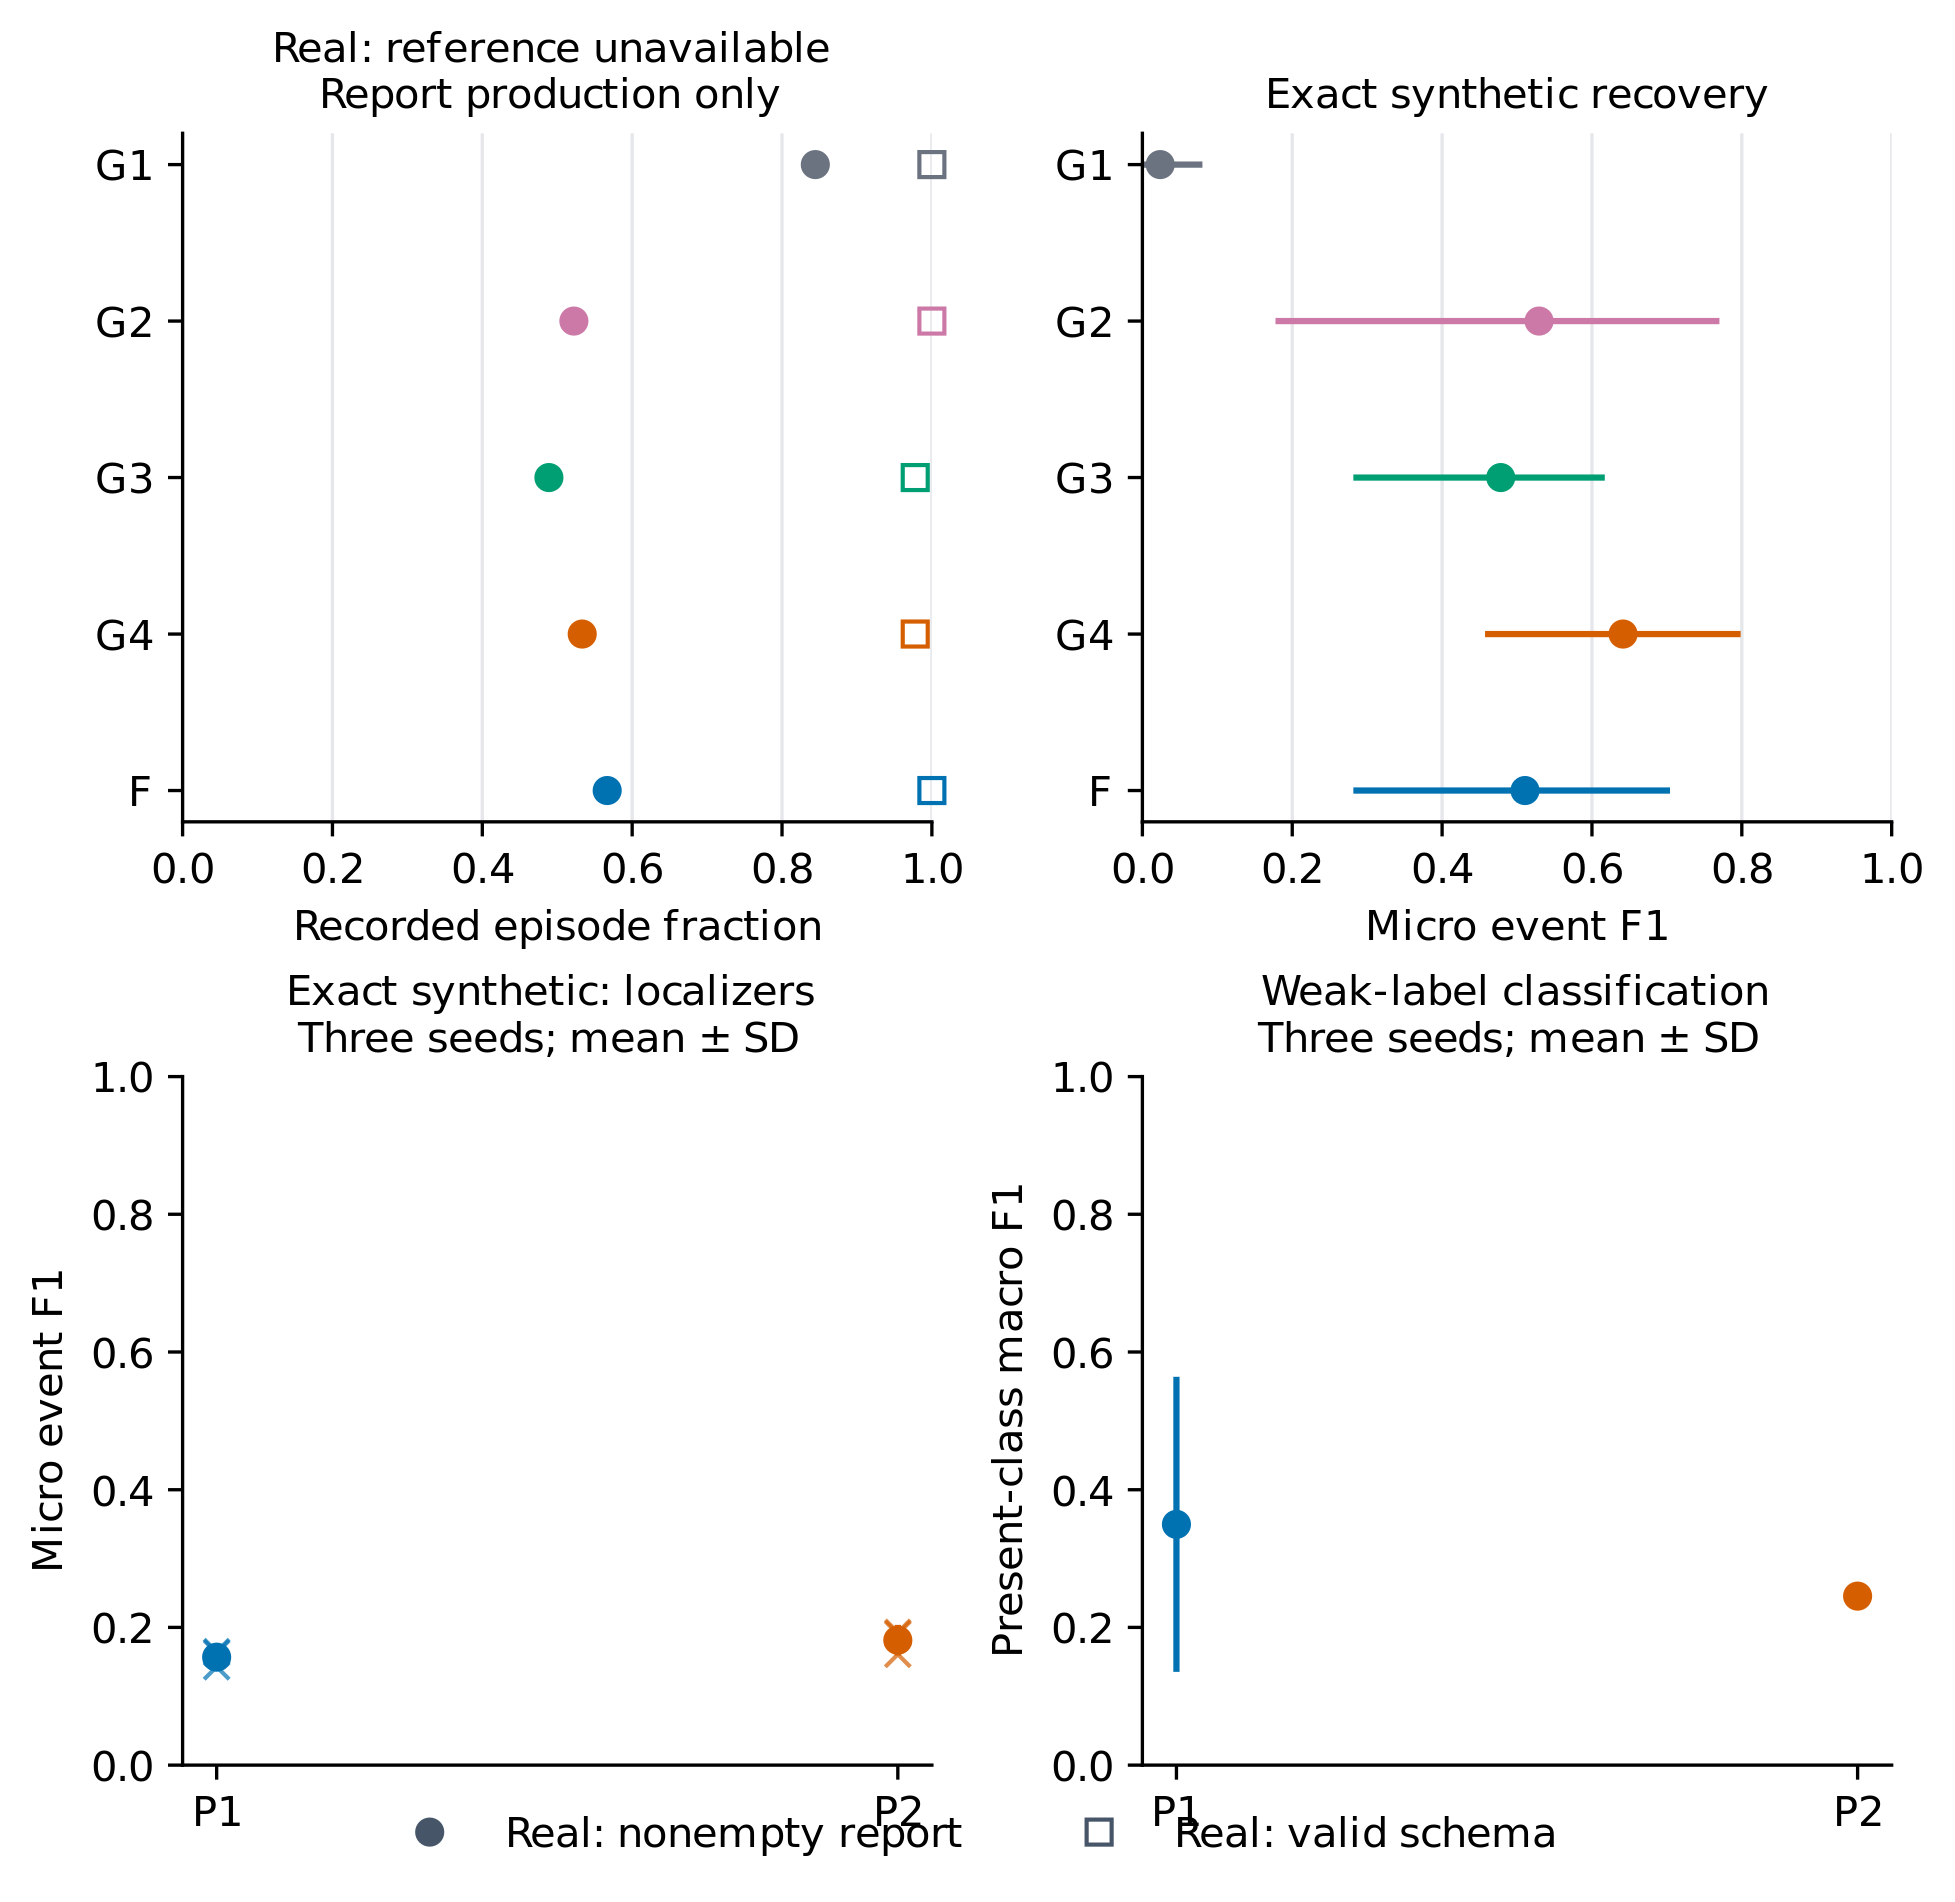 Real: reference unavailable
Report production only
G1
G2
G3
G4
F
0.0 0.2 0.4 0.6 0.8 1.0
Recorded episode fraction
Exact synthetic recovery
G1
G2
G3
G4
F
0.0 0.2 0.4 0.6 0.8 1.0
Micro event F1
Exact synthetic: localizers
Three seeds; mean ± SD
Micro event F1
1.0
0.8
0.6
0.4
0.2
0.0
P1 P2
Weak-label classification
Three seeds; mean ± SD
Present-class macro F1
1.0
0.8
0.6
0.4
0.2
0.0
P1 P2
Real: nonempty report
Real: valid schema